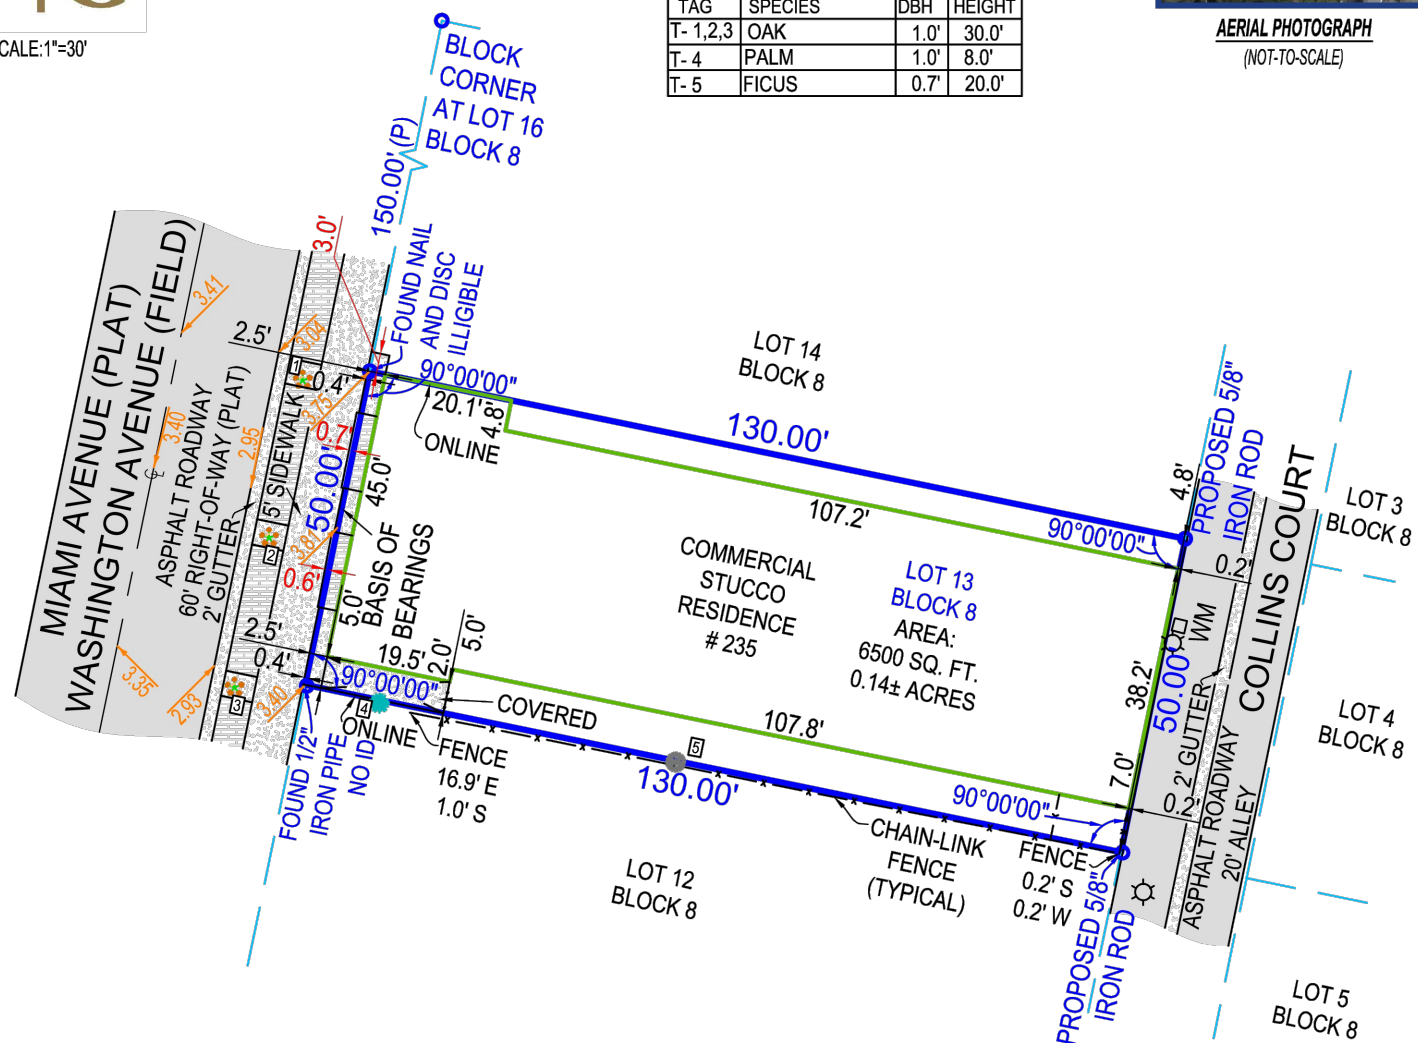 CALE:1"=30'
TAG SPECIES DBH HEIGHT
T- 1,2,3 OAK 1.0' 30.0'
T- 4 PALM 1.0' 8.0'
T- 5 FICUS 0.7' 20.0'
AERIAL PHOTOGRAPH
(NOT-TO-SCALE)
BLOCK
CORNER
AT LOT 16
BLOCK 8
150.00' (P)
3.0'
FOUND NAIL
AND DISC
ILLIGIBLE
MIAMI AVENUE (PLAT)
WASHINGTON AVENUE (FIELD)
3.41
3.04
2.5'
1
0.4'
3.75
3.40
2.95
ASPHALT ROADWAY
60' RIGHT-OF-WAY (PLAT)
2' GUTTER
5' SIDEWALK
2
0.7'
50.00'
45.0'
3.81
0.6'
5.0'
BASIS OF
BEARINGS
90°00'00"
20.1'
4.8'
ONLINE
LOT 14
BLOCK 8
130.00'
107.2'
COMMERCIAL
STUCCO
RESIDENCE
# 235
LOT 13
BLOCK 8
AREA:
6500 SQ. FT.
0.14± ACRES
90°00'00"
4.8'
PROPOSED 5/8"
IRON ROD
0.2'
WM
38.2'
50.00'
2' GUTTER
7.0'
0.2'
ASPHALT ROADWAY
20' ALLEY
COLLINS COURT
LOT 3
BLOCK 8
LOT 4
BLOCK 8
LOT 5
BLOCK 8
2.5'
0.4'
19.5'
2.0'
5.0'
90°00'00"
COVERED
3.35
2.93
3
3.40
4
ONLINE
FENCE
16.9' E
1.0' S
FOUND 1/2"
IRON PIPE
NO ID
107.8'
5
130.00'
90°00'00"
CHAIN-LINK
FENCE
(TYPICAL)
FENCE
0.2' S
0.2' W
PROPOSED 5/8"
IRON ROD
LOT 12
BLOCK 8